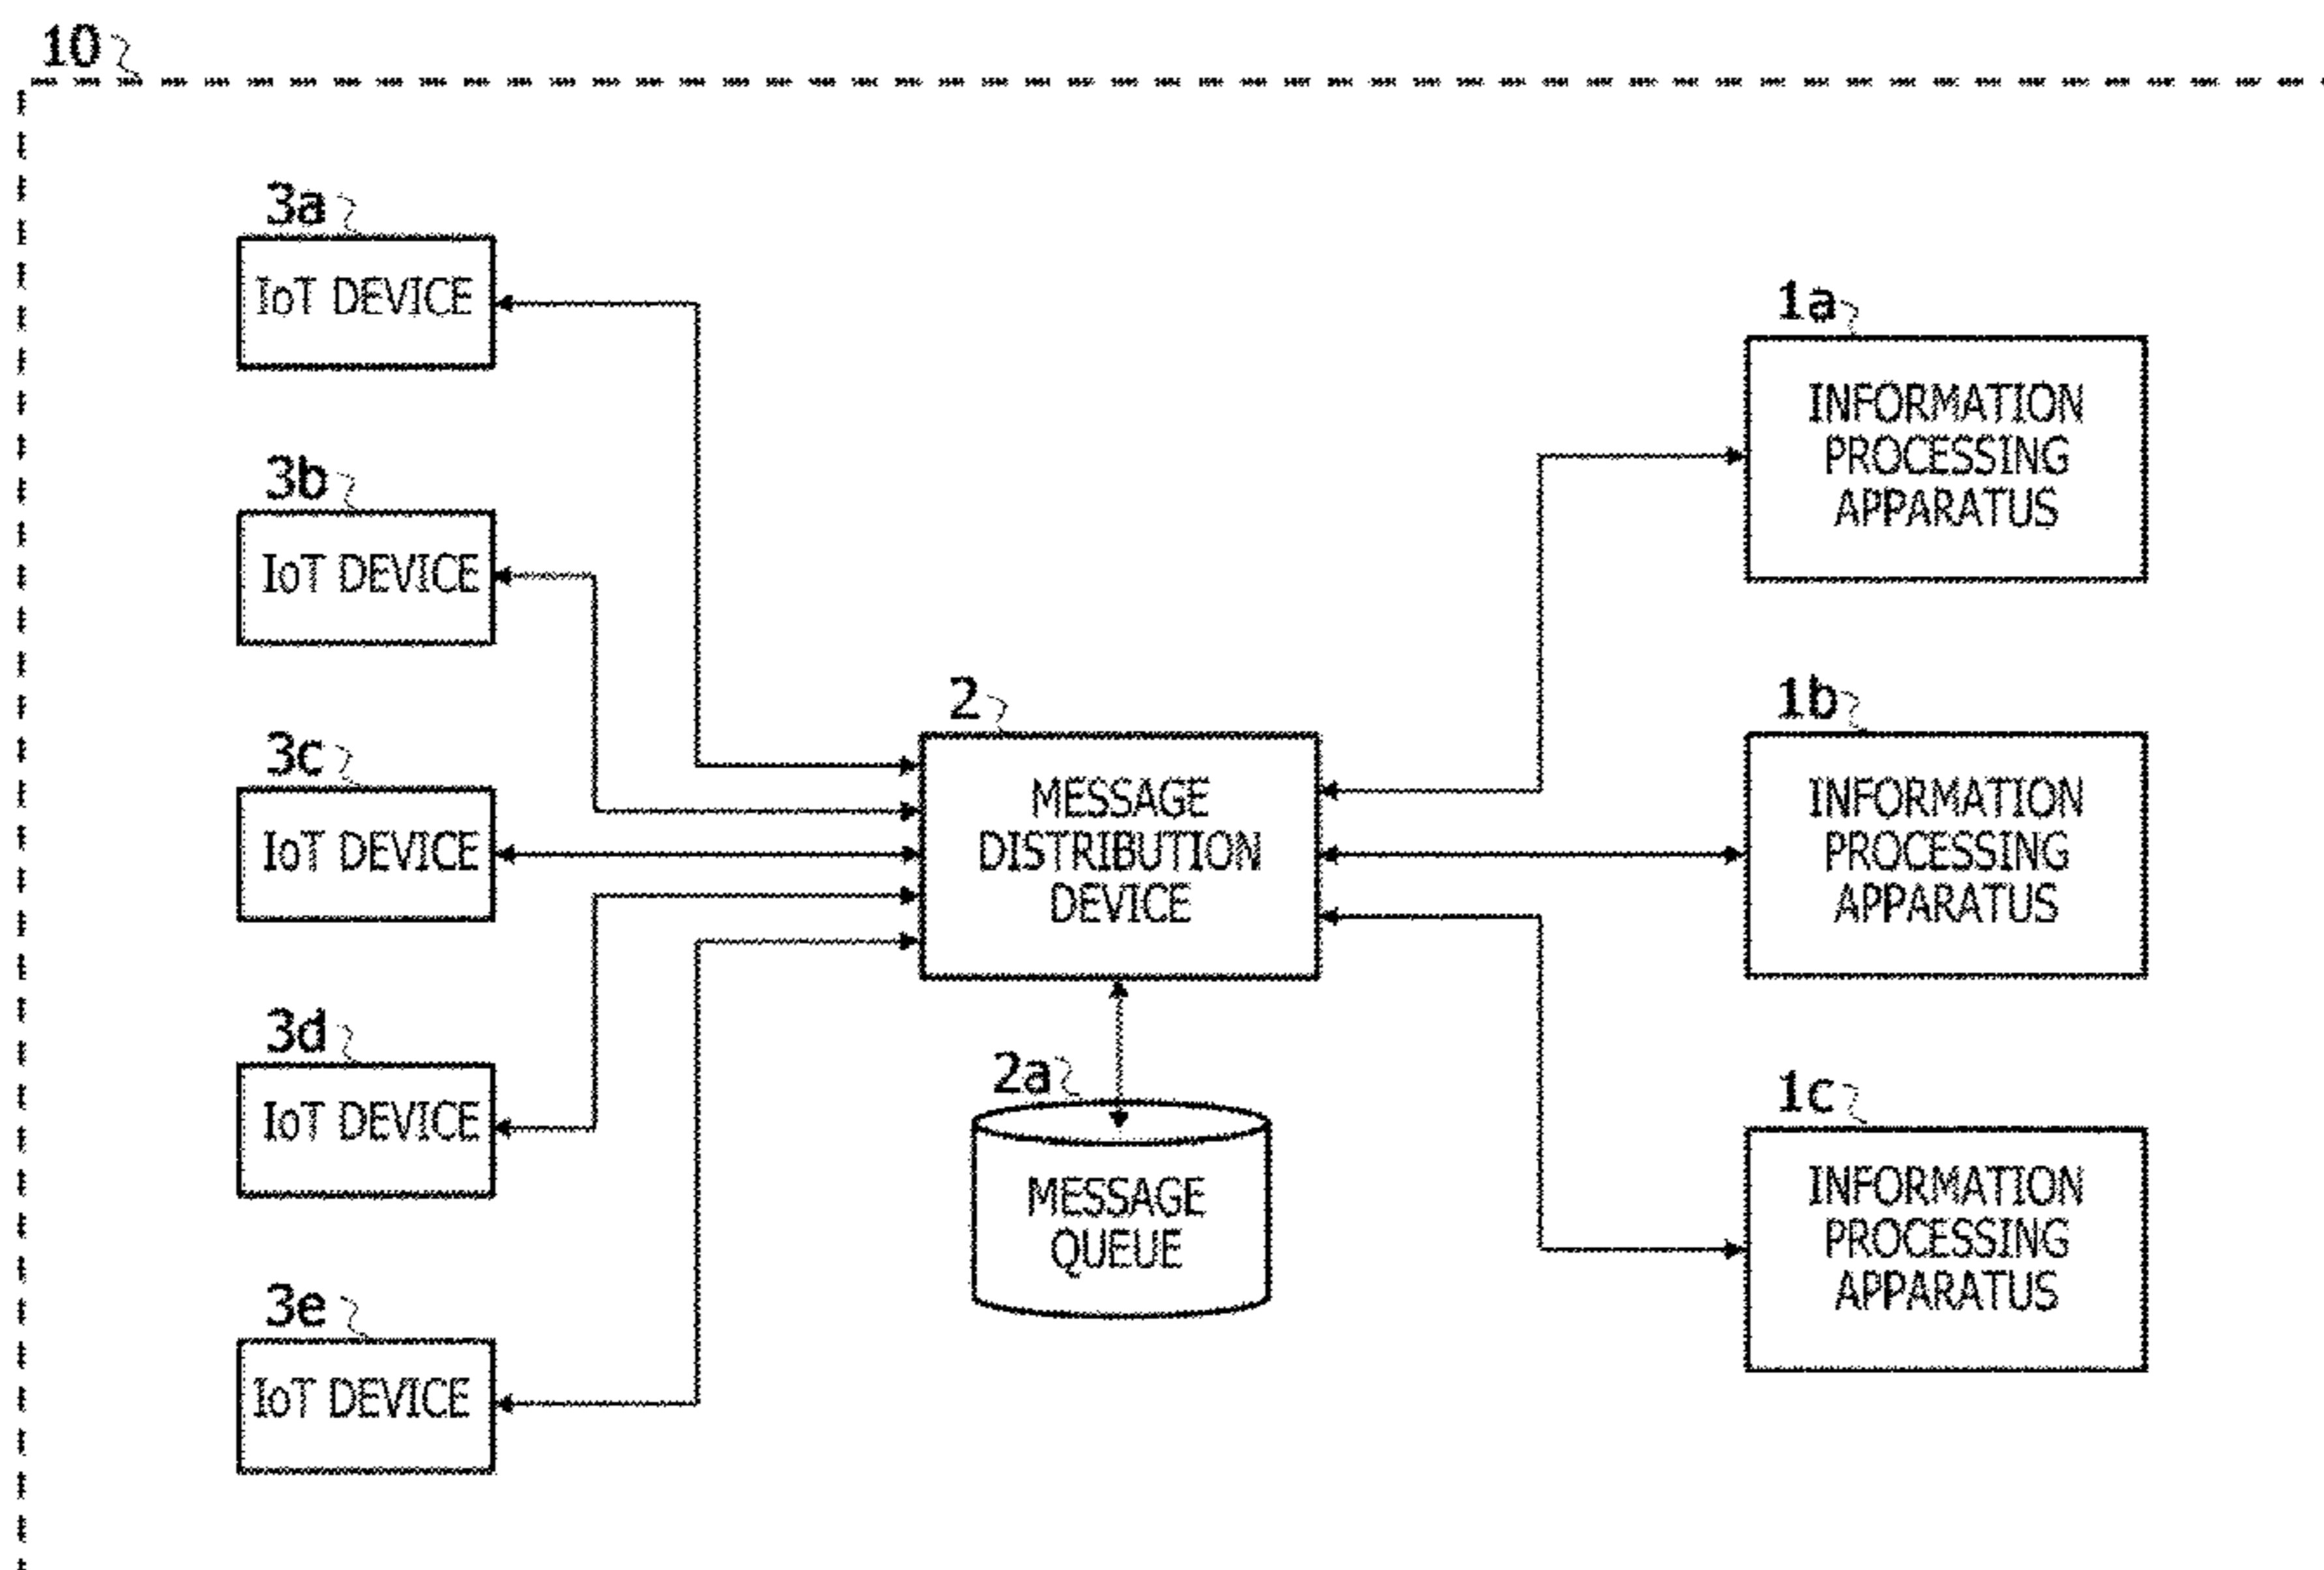 10
3a
IoT DEVICE
3b
IoT DEVICE
3c
IoT DEVICE
3d
IoT DEVICE
3e
IoT DEVICE
2
MESSAGE
DISTRIBUTION
DEVICE
2a
MESSAGE
QUEUE
1a
INFORMATION
PROCESSING
APPARATUS
1b
INFORMATION
PROCESSING
APPARATUS
1c
INFORMATION
PROCESSING
APPARATUS